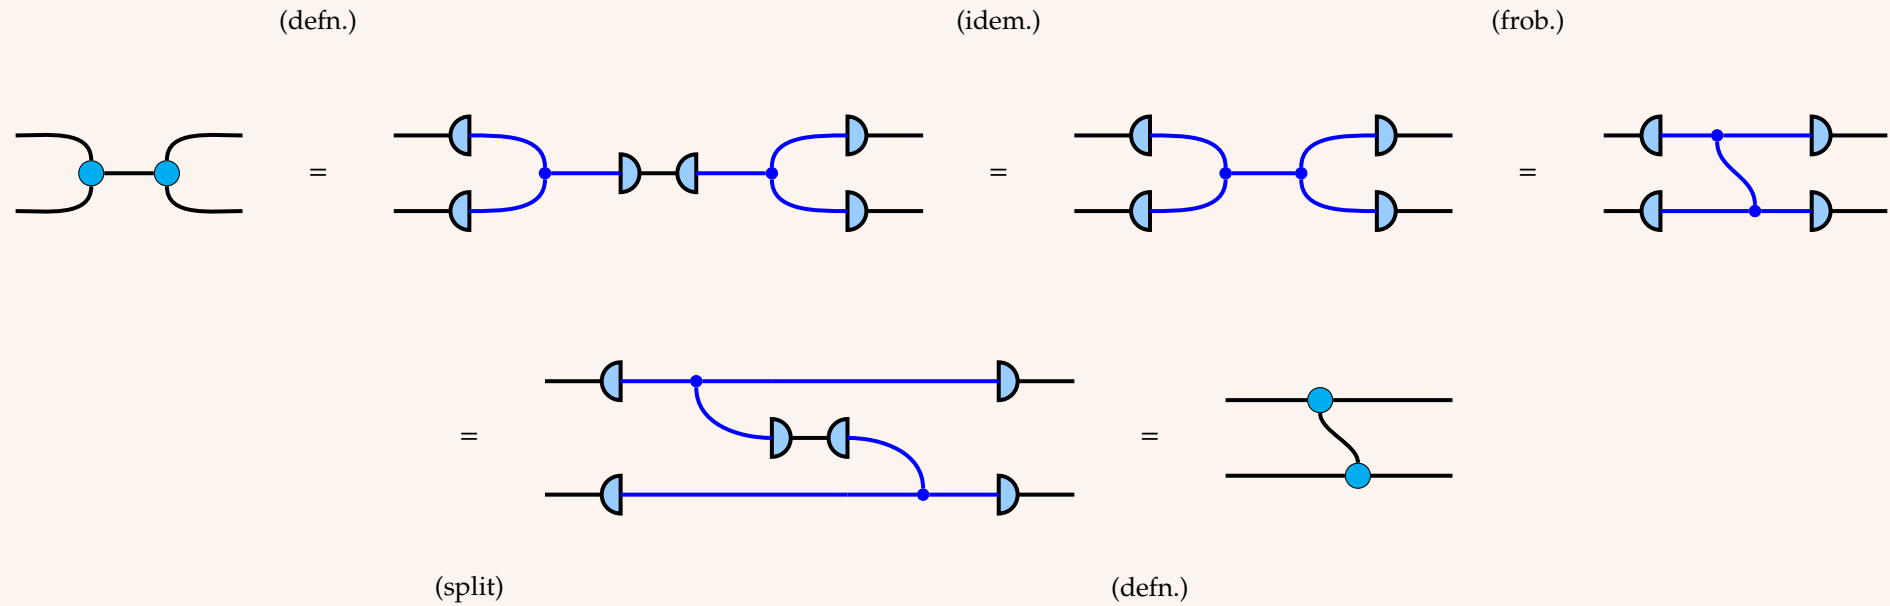 (defn.) (idem.) (frob.)
= = =
= =
(split) (defn.)